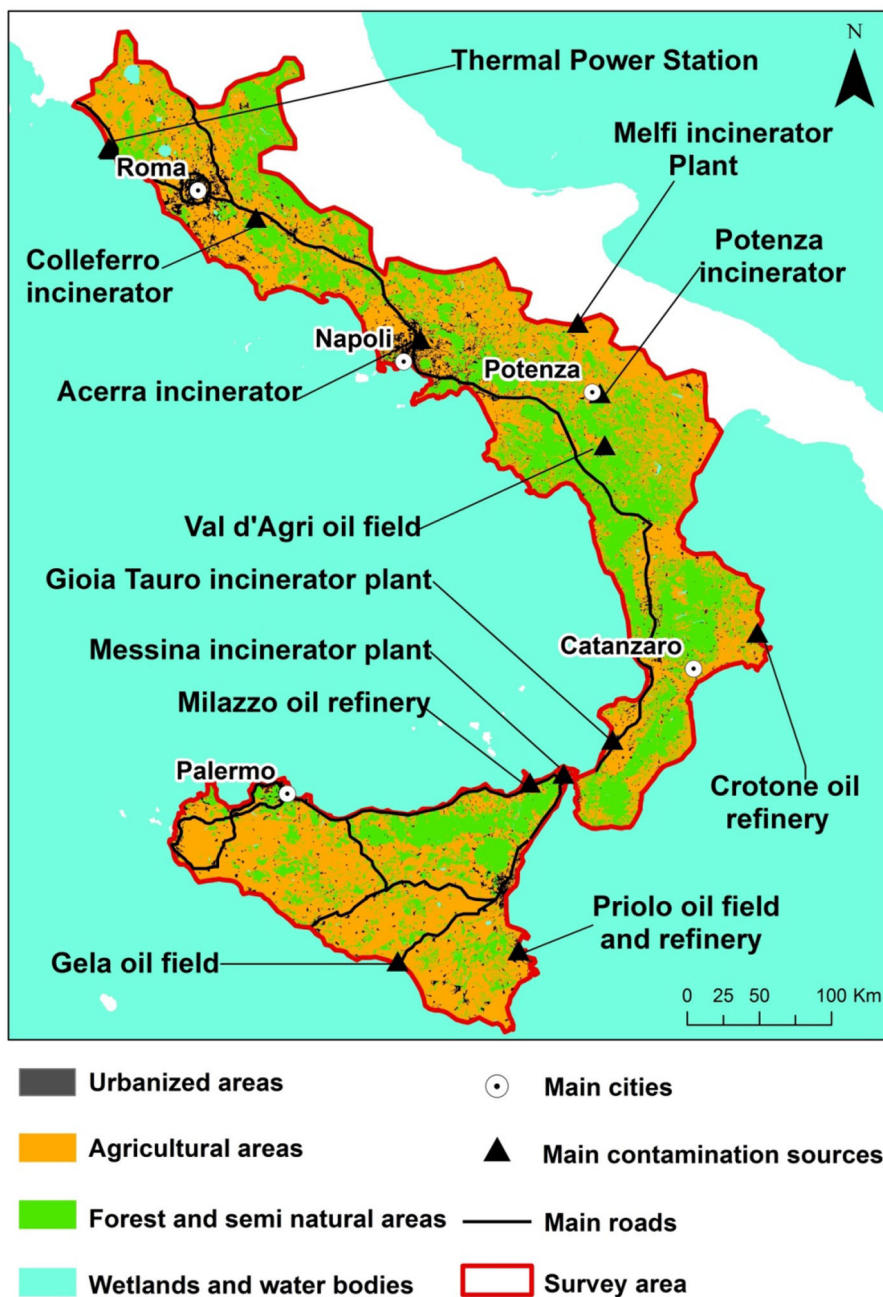 N
Thermal Power Station
Melfi incinerator
Plant
Roma
Potenza
incinerator
Colleferro
incinerator
Napoli
Potenza
Acerra incinerator
Val d'Agri oil field
Gioia Tauro incinerator plant
Messina incinerator plant
Catanzaro
Milazzo oil refinery
Palermo
Crotone oil
refinery
Priolo oil field
and refinery
Gela oil field
0 25 50 100 Km
Urbanized areas
Main cities
Agricultural areas
Main contamination sources
Forest and semi natural areas
Main roads
Wetlands and water bodies
Survey area